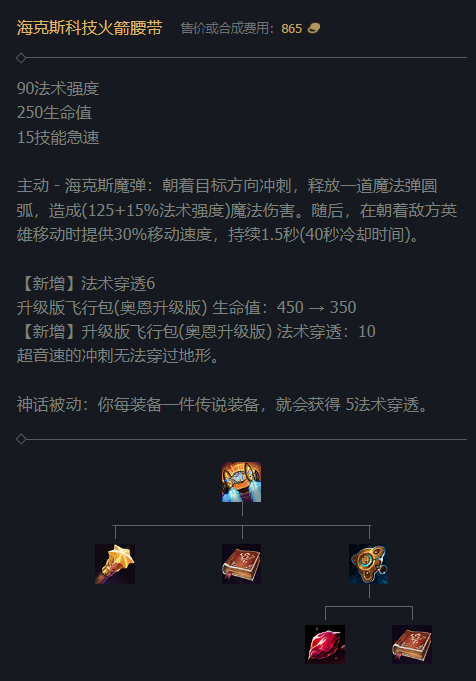 海克斯科技火箭腰带 售价或合成费用：865
90法术强度
250生命值
15技能急速
主动 - 海克斯魔弹：朝着目标方向冲刺，释放一道魔法弹圆
弧，造成(125+15%法术强度)魔法伤害。随后，在朝着敌方英
雄移动时提供30%移动速度，持续1.5秒(40秒冷却时间)。
【新增】法术穿透6
升级版飞行包(奥恩升级版) 生命值：450 → 350
【新增】升级版飞行包(奥恩升级版) 法术穿透：10
超音速的冲刺无法穿过地形。
神话被动：你每装备一件传说装备，就会获得 5法术穿透。